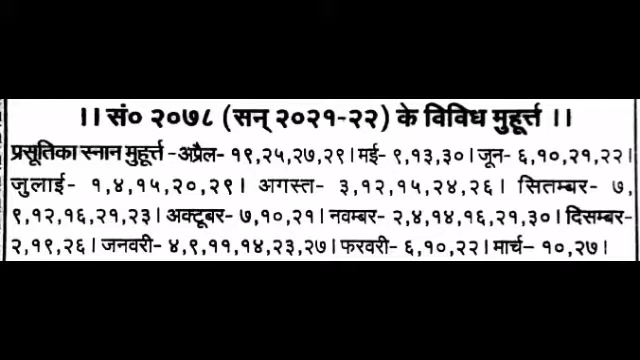 ।। सं० २०७८ (सन् २०२१-२२) के विविध मुहूर्त्त ।।
प्रसूतिका स्नान मुहूर्त्त -अप्रैल- १९,२५,२७,२९। मई- ९,१३,३०। जून- ६,१०,२१,२२।
जुलाई- १,४,१५,२०,२९। अगस्त- ३,१२,१५,२४,२६। सितम्बर- ७,
९,१२,१६,२१,२३। अक्टूबर- ७,१०,२१। नवम्बर- २,४,१४,१६,२१,३०। दिसम्बर-
२,१९,२६। जनवरी- ४,९,११,१४,२३,२७। फरवरी- ६,१०,२२। मार्च- १०,२७।